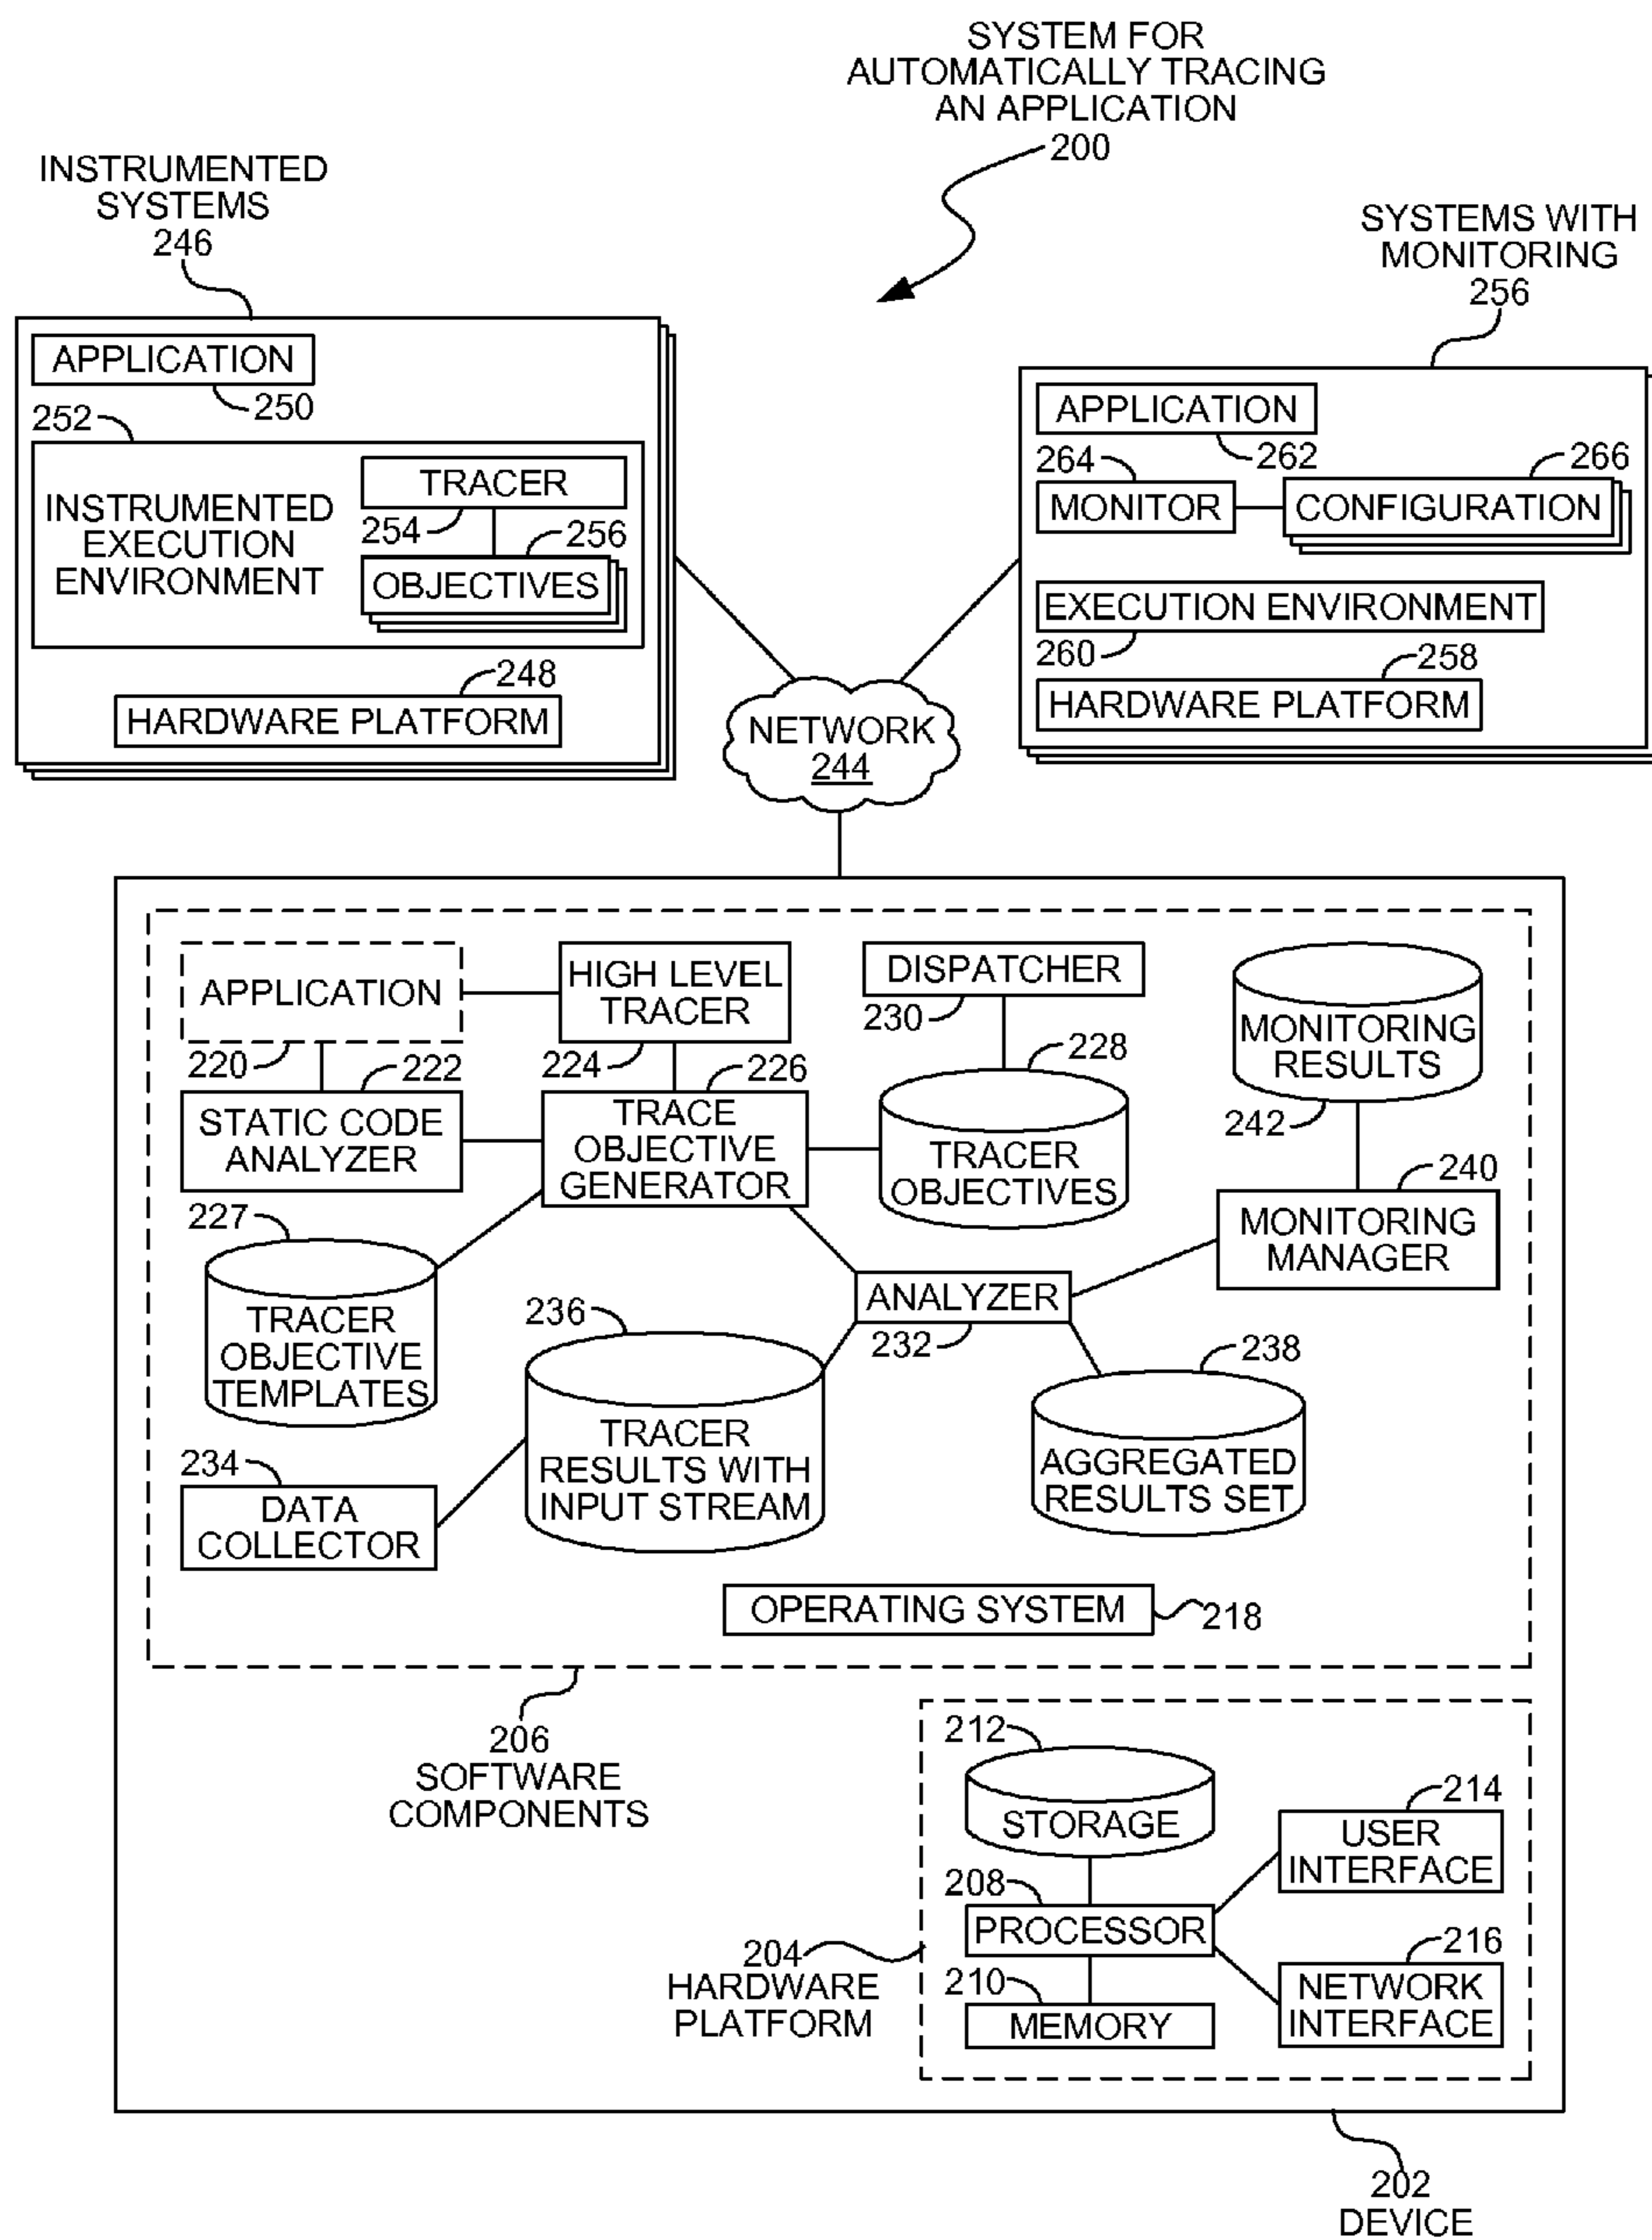 SYSTEM FOR
AUTOMATICALLY TRACING
AN APPLICATION
200
INSTRUMENTED
SYSTEMS
246
SYSTEMS WITH
MONITORING
256
APPLICATION
250
252
INSTRUMENTED
EXECUTION
ENVIRONMENT
TRACER
254
256
OBJECTIVES
248
HARDWARE PLATFORM
APPLICATION
262
264
266
MONITOR
CONFIGURATION
EXECUTION ENVIRONMENT
260
258
HARDWARE PLATFORM
NETWORK
244
APPLICATION
220
HIGH LEVEL
TRACER
224
DISPATCHER
230
MONITORING
RESULTS
242
222
STATIC CODE
ANALYZER
226
TRACE
OBJECTIVE
GENERATOR
228
TRACER
OBJECTIVES
240
MONITORING
MANAGER
227
TRACER
OBJECTIVE
TEMPLATES
ANALYZER
232
236
TRACER
RESULTS WITH
INPUT STREAM
238
AGGREGATED
RESULTS SET
234
DATA
COLLECTOR
OPERATING SYSTEM
218
206
SOFTWARE
COMPONENTS
212
STORAGE
214
USER
INTERFACE
208
PROCESSOR
204
HARDWARE
PLATFORM
210
MEMORY
216
NETWORK
INTERFACE
202
DEVICE